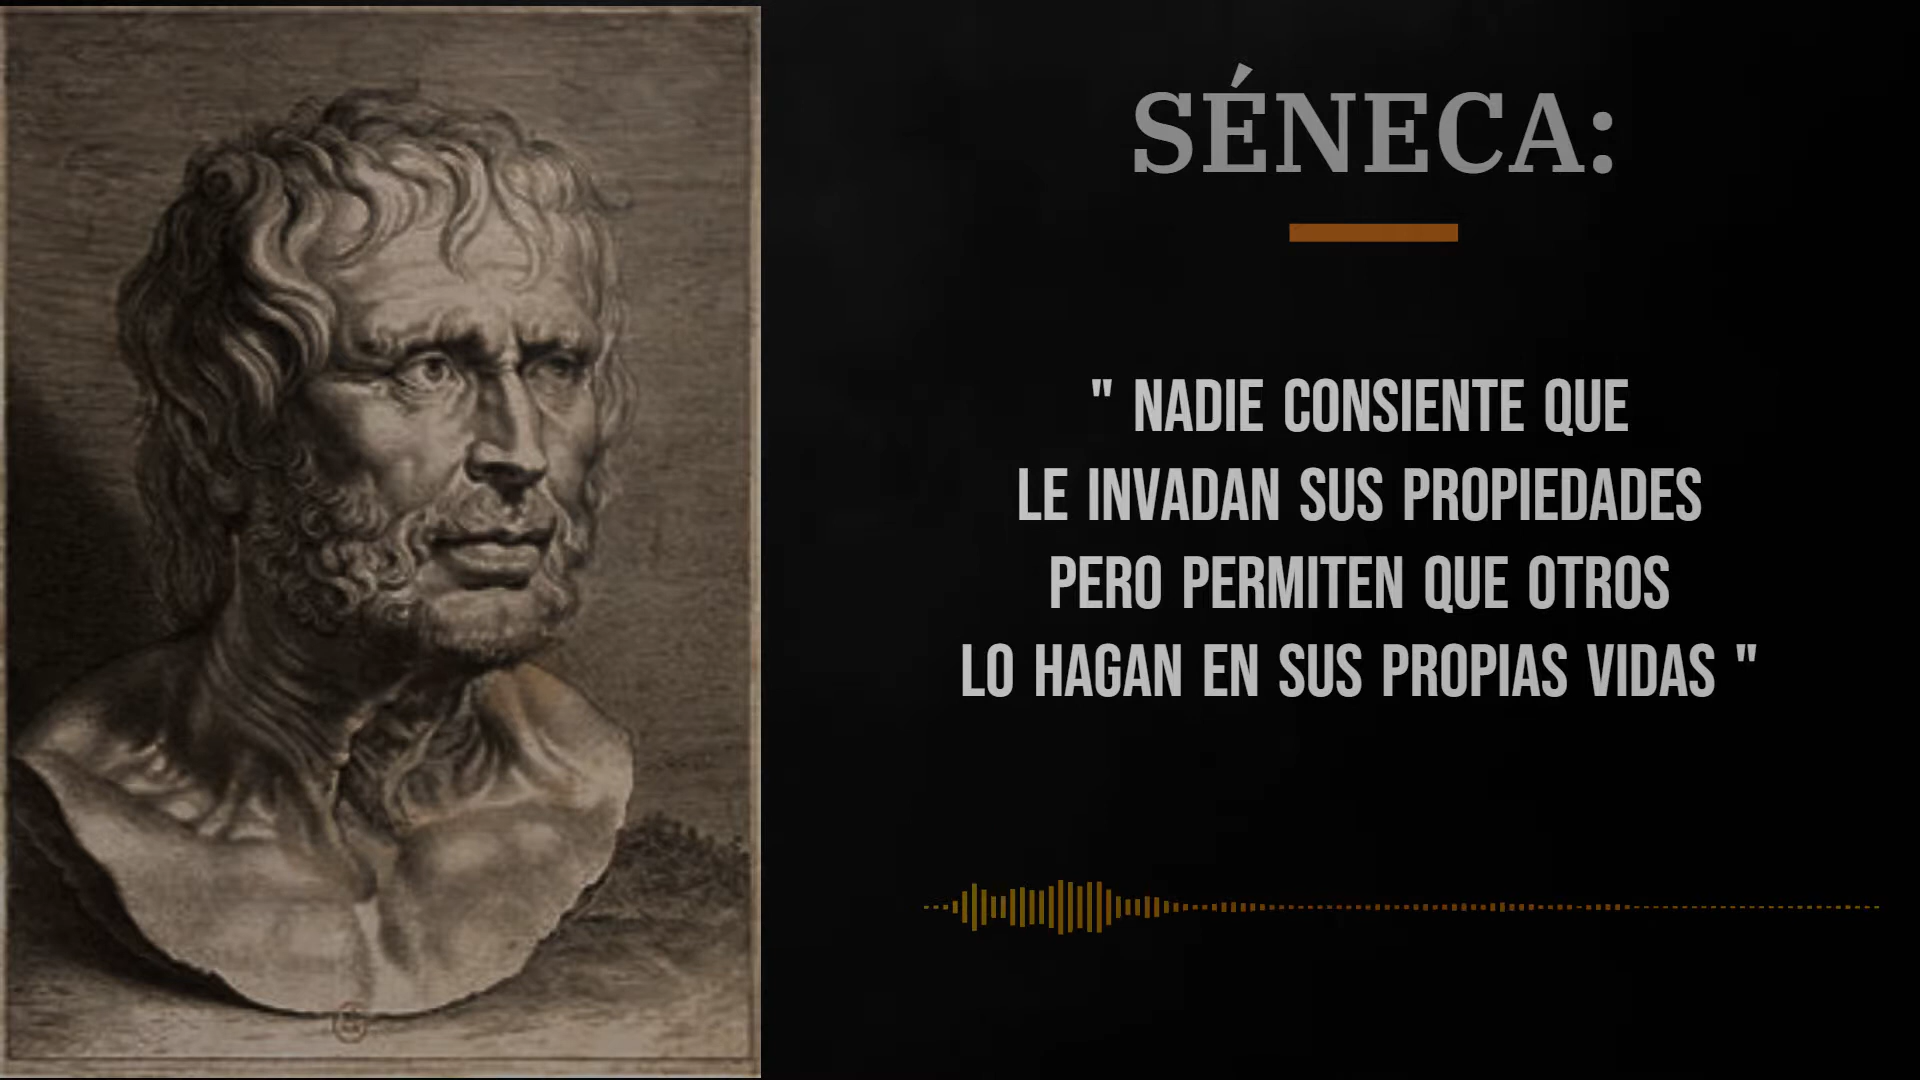 SÉNECA:
" NADIE CONSIENTE QUE
LE INVADAN SUS PROPIEDADES
PERO PERMITEN QUE OTROS
LO HAGAN EN SUS PROPIAS VIDAS "